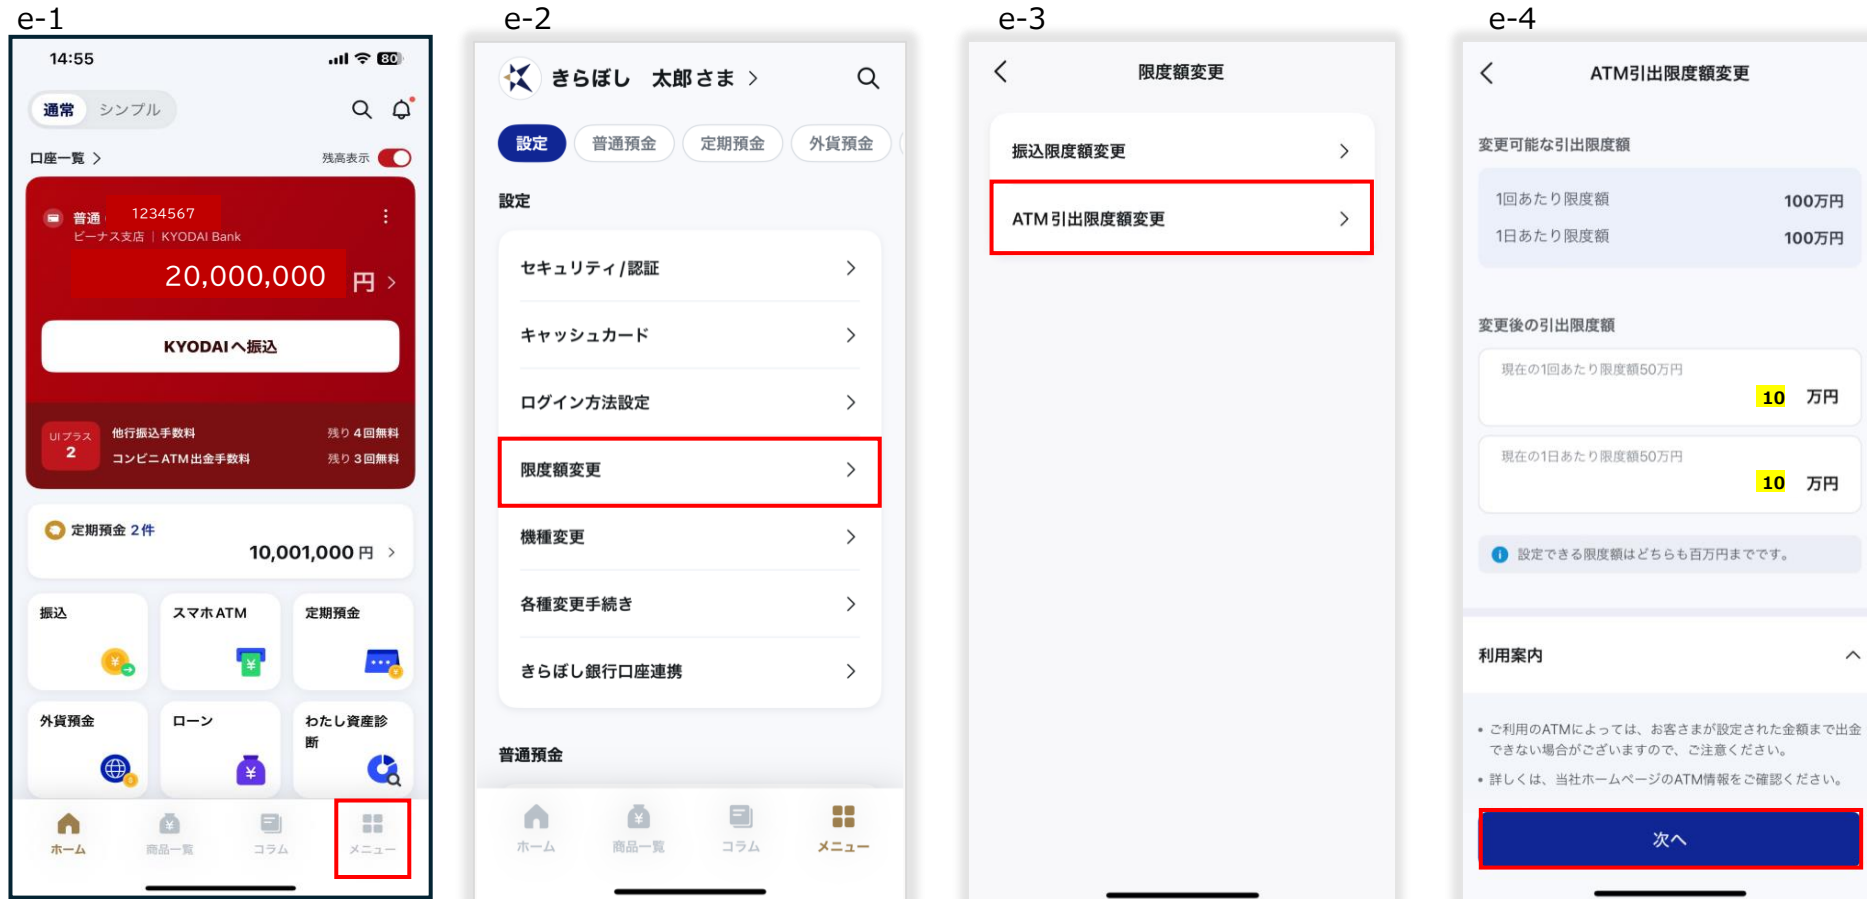 e-1
14:55
80
通常 シンプル
口座一覧 >
残高表示
普通 1234567
ビーナス支店 | KYODAI Bank
20,000,000 円 >
KYODAIへ振込
UIプラス
2
他行振込手数料 残り4回無料
コンビニATM出金手数料 残り3回無料
定期預金 2件
10,001,000 円 >
振込
スマホATM
定期預金
¥
¥
外貨預金
ローン
わたし資産診
断
¥
ホーム
商品一覧
コラム
メニュー
e-2
きらぼし 太郎さま >
設定 普通預金 定期預金 外貨預金
設定
セキュリティ/認証 >
キャッシュカード >
ログイン方法設定 >
限度額変更 >
機種変更 >
各種変更手続き >
きらぼし銀行口座連携 >
普通預金
ホーム
商品一覧
コラム
メニュー
e-3
< 限度額変更
振込限度額変更 >
ATM引出限度額変更 >
e-4
< ATM引出限度額変更
変更可能な引出限度額
1回あたり限度額 100万円
1日あたり限度額 100万円
変更後の引出限度額
現在の1回あたり限度額50万円
10 万円
現在の1日あたり限度額50万円
10 万円
設定できる限度額はどちらも百万円までです。
利用案内
• ご利用のATMによっては、お客さまが設定された金額まで出金
できない場合がございますので、ご注意ください。
• 詳しくは、当社ホームページのATM情報をご確認ください。
次へ